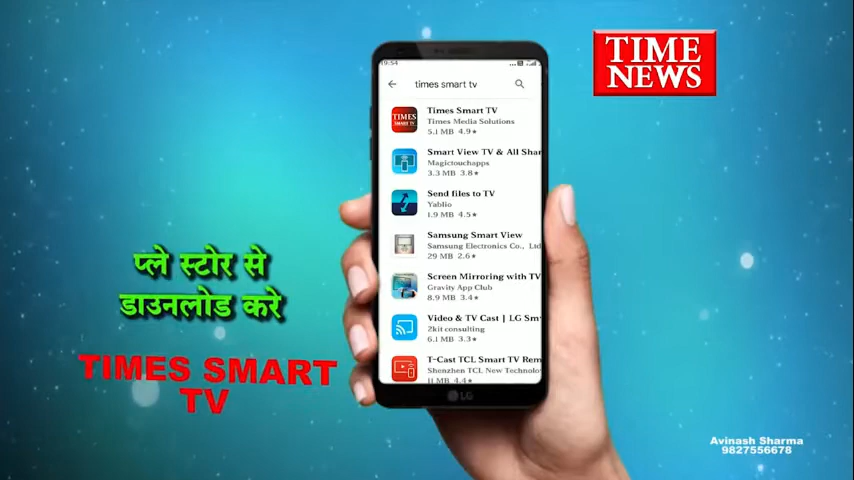 TIME
NEWS
19:54
times smart tv
TIMES
SMART TV
Times Smart TV
Times Media Solutions
5.1 MB 4.9★
Smart View TV & All Shar
Magictouchapps
3.3 MB 3.8★
Send files to TV
Yablio
1.9 MB 4.5★
Samsung Smart View
Samsung Electronics Co., Ltd
29 MB 2.6★
Screen Mirroring with TV
Gravity App Club
8.9 MB 3.4★
Video & TV Cast | LG Sm
2kit consulting
6.1 MB 3.3★
T-Cast TCL Smart TV Rem
Shenzhen TCL New Technolo
11 MB 4.4★
LG
प्ले स्टोर से
डाउनलोड करे
TIMES SMART
TV
Avinash Sharma
9827556678